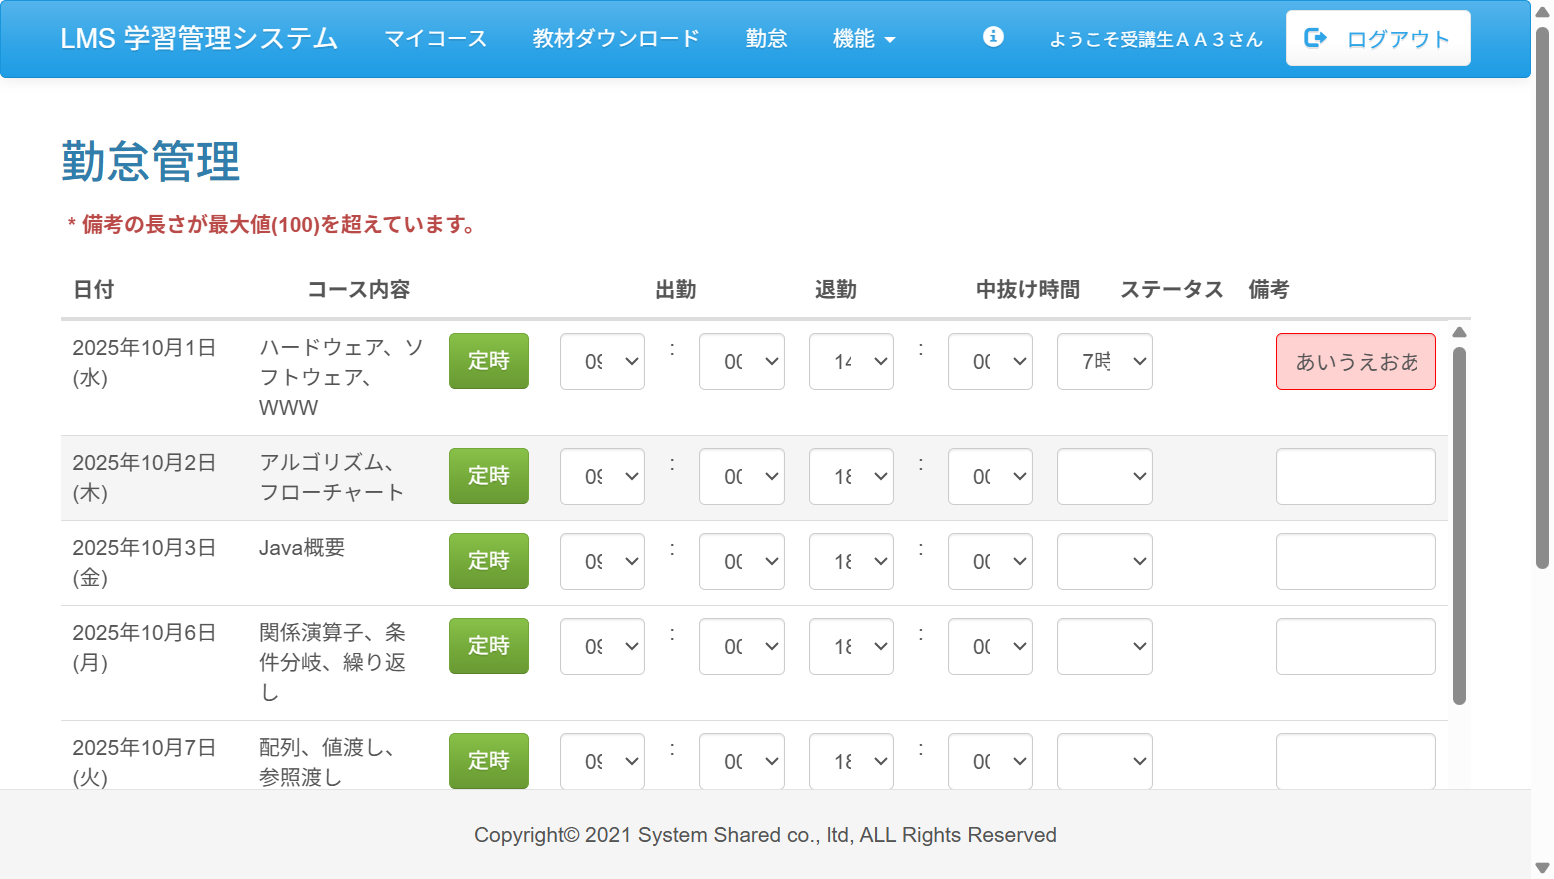 LMS 学習管理システム マイコース 教材ダウンロード 勤怠 機能 ようこそ受講生ＡＡ３さん ログアウト
勤怠管理
* 備考の長さが最大値(100)を超えています。
日付 コース内容 出勤 退勤 中抜け時間 ステータス 備考
2025年10月1日 ハードウェア、ソ 定時 09 : 00 14 : 00 7時 あいうえおあ
(水) フトウェア、
WWW
2025年10月2日 アルゴリズム、 定時 09 : 00 18 : 00
(木) フローチャート
2025年10月3日 Java概要 定時 09 : 00 18 : 00
(金)
2025年10月6日 関係演算子、条 定時 09 : 00 18 : 00
(月) 件分岐、繰り返
し
2025年10月7日 配列、値渡し、 定時 09 : 00 18 : 00
(火) 参照渡し
Copyright© 2021 System Shared co., ltd, ALL Rights Reserved